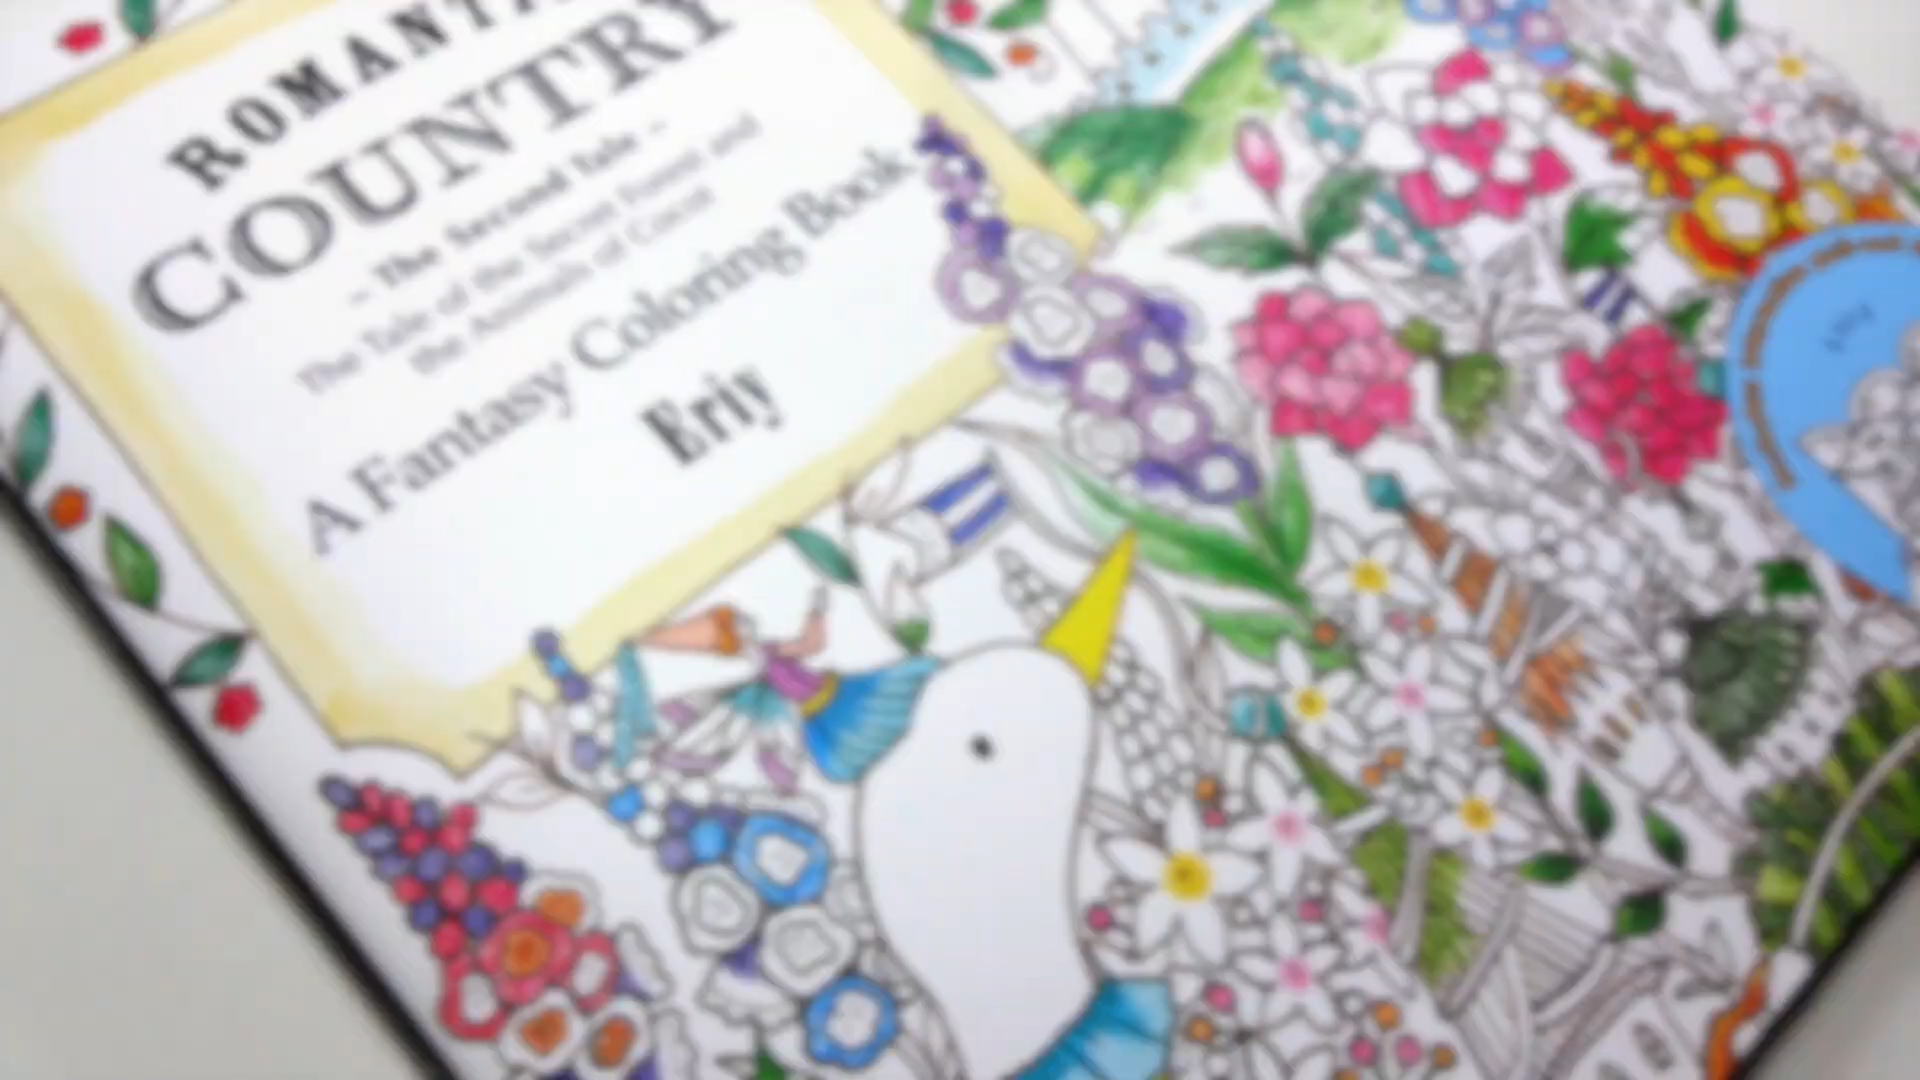 ROMANTIC
COUNTRY
- The Second Tale -
The Tale of the Secret Forest and
the Animals of Cocot
A Fantasy Coloring Book
Eriy